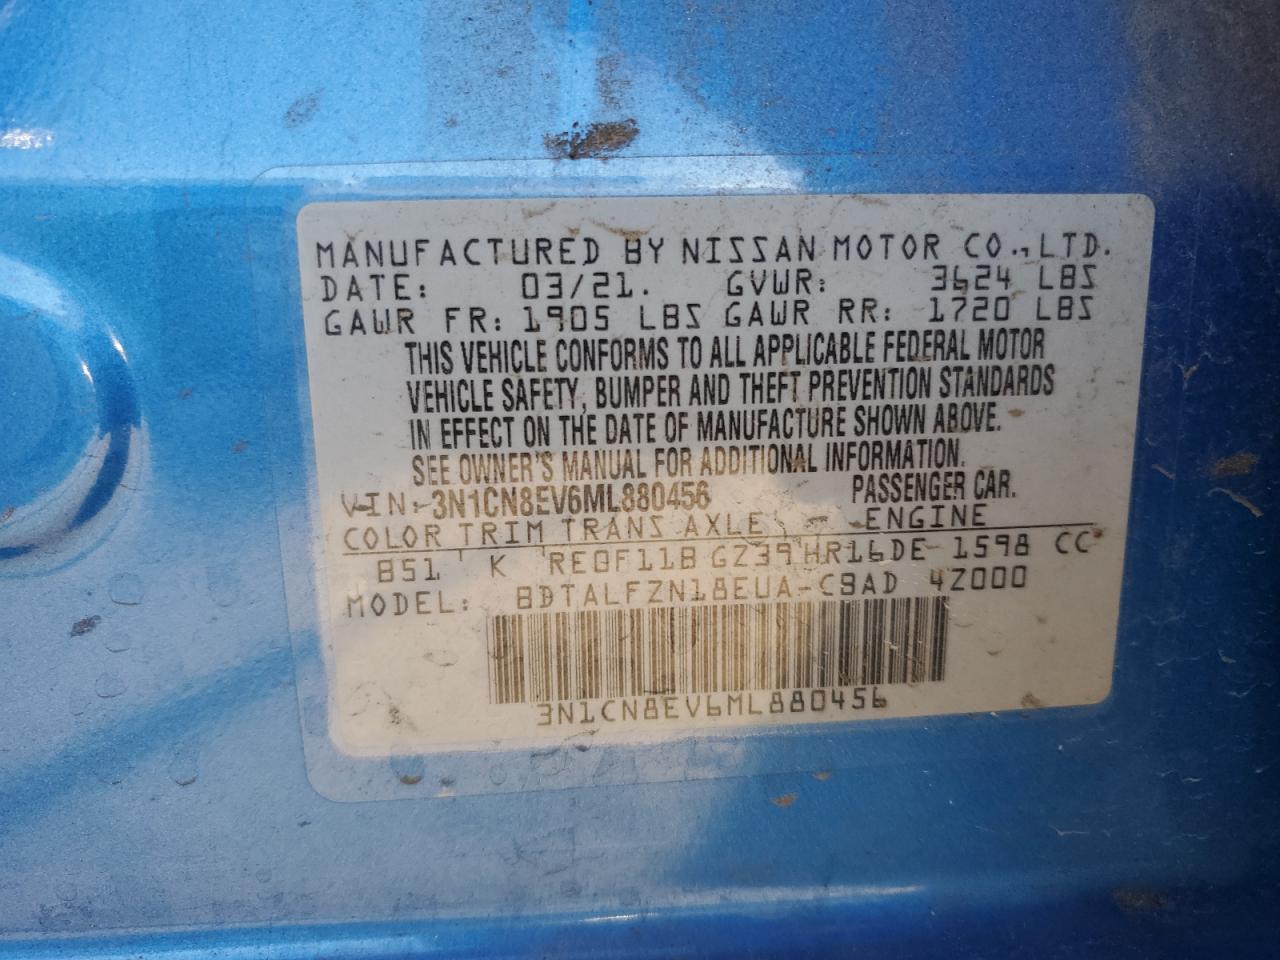 MANUFACTURED BY NISSAN MOTOR CO., LTD.
DATE: 03/21. GVWR: 3624 LBS
GAWR FR: 1905 LBS GAWR RR: 1720 LBS
THIS VEHICLE CONFORMS TO ALL APPLICABLE FEDERAL MOTOR
VEHICLE SAFETY, BUMPER AND THEFT PREVENTION STANDARDS
IN EFFECT ON THE DATE OF MANUFACTURE SHOWN ABOVE.
SEE OWNER'S MANUAL FOR ADDITIONAL INFORMATION.
VIN: 3N1CN8EV6ML880456 PASSENGER CAR.
COLOR TRIM TRANS AXLE ENGINE
B51 K RE0F11B GZ39 HR16DE 1598 CC
MODEL: BDTALFZN18EUA-C9AD 4Z000
3N1CN8EV6ML880456